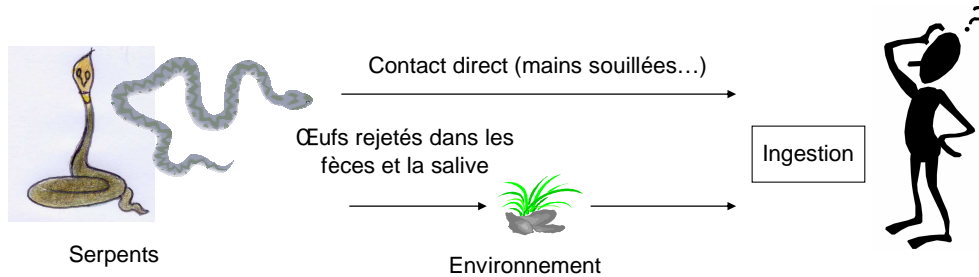 Contact direct (mains souillées…)
Œufs rejetés dans les
fèces et la salive
Ingestion
Serpents
Environnement